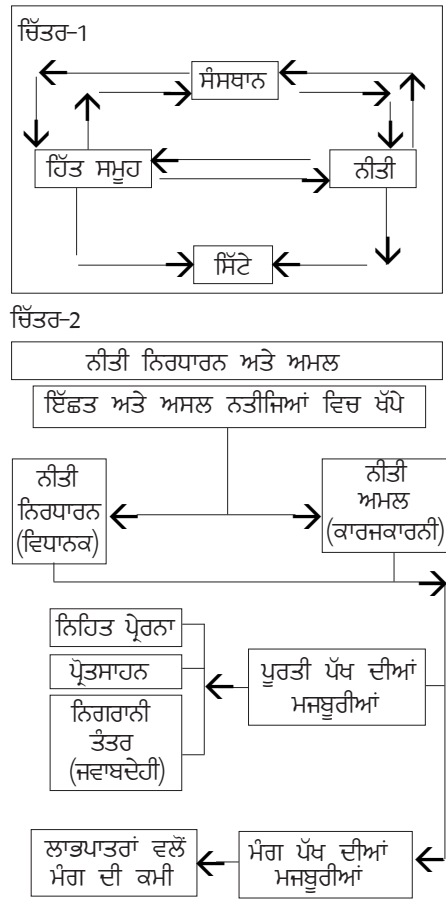 ਚਿੱਤਰ-1
ਸੰਸਥਾਨ
ਹਿੱਤ ਸਮੂਹ
ਨੀਤੀ
ਸਿੱਟੇ
ਚਿੱਤਰ-2
ਨੀਤੀ ਨਿਰਧਾਰਨ ਅਤੇ ਅਮਲ
ਇੱਛਤ ਅਤੇ ਅਸਲ ਨਤੀਜਿਆਂ ਵਿਚ ਖੱਪੇ
ਨੀਤੀ
ਨਿਰਧਾਰਨ
(ਵਿਧਾਨਕ)
ਨੀਤੀ
ਅਮਲ
(ਕਾਰਜਕਾਰਨੀ)
ਨਿਹਿਤ ਪ੍ਰੇਰਨਾ
ਪ੍ਰੋਤਸਾਹਨ
ਨਿਗਰਾਨੀ
ਤੰਤਰ
(ਜਵਾਬਦੇਹੀ)
ਪੂਰਤੀ ਪੱਖ ਦੀਆਂ
ਮਜਬੂਰੀਆਂ
ਲਾਭਪਾਤਰਾਂ ਵਲੋਂ
ਮੰਗ ਦੀ ਕਮੀ
ਮੰਗ ਪੱਖ ਦੀਆਂ
ਮਜਬੂਰੀਆਂ